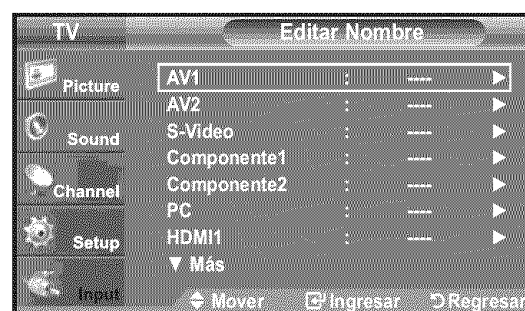 TV Editar Nombre
Picture
Sound
Channel
Setup
Input
AV1 : ---- ▶
AV2 : ---- ▶
S-Video : ---- ▶
Componente1 : ---- ▶
Componente2 : ---- ▶
PC : ---- ▶
HDMI1 : ---- ▶
▼ Más
Mover Ingresar Regresar